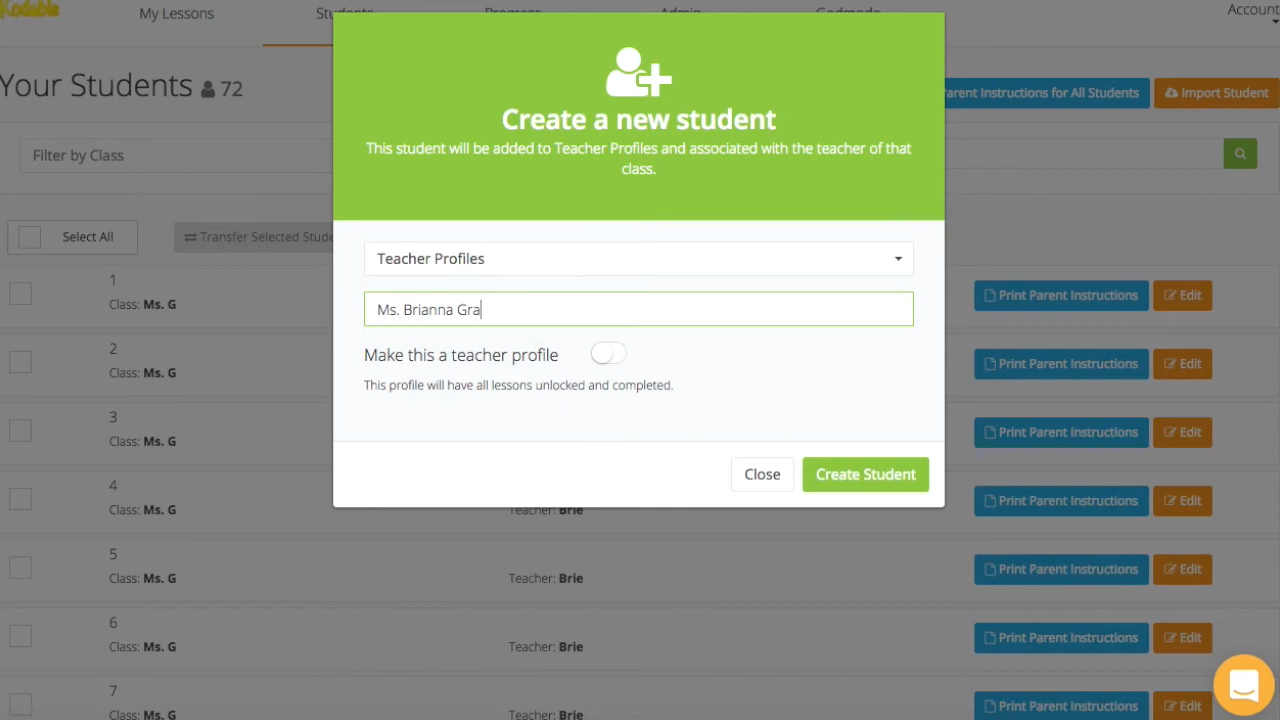 Kodable
My Lessons
Students
Progress
Admin
Godmode
Account
Your Students 72
Parent Instructions for All Students
Import Student
Filter by Class
Select All
Transfer Selected Stude
Create a new student
This student will be added to Teacher Profiles and associated with the teacher of that
class.
Teacher Profiles
Ms. Brianna Gra
Make this a teacher profile
This profile will have all lessons unlocked and completed.
Close
Create Student
1
Class: Ms. G
Print Parent Instructions
Edit
2
Class: Ms. G
Print Parent Instructions
Edit
3
Class: Ms. G
Print Parent Instructions
Edit
4
Class: Ms. G
Teacher: Brie
Print Parent Instructions
Edit
5
Class: Ms. G
Teacher: Brie
Print Parent Instructions
Edit
6
Class: Ms. G
Teacher: Brie
Print Parent Instructions
Edit
7
Class: Ms. G
Teacher: Brie
Print Parent Instructions
Edit